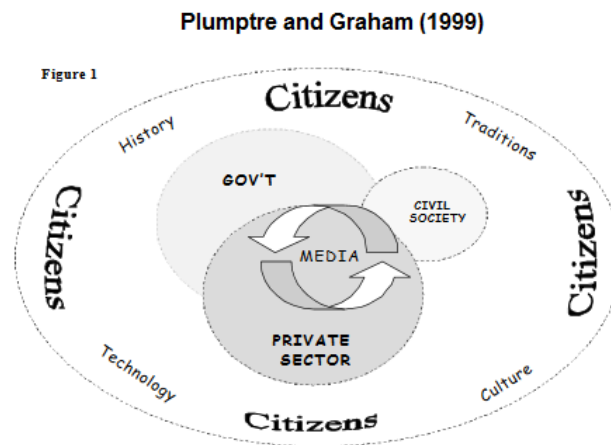 Plumptre and Graham (1999)
Figure 1
Citizens
History
Traditions
GOV'T
Citizens
CIVIL
SOCIETY
Citizens
MEDIA
PRIVATE
SECTOR
Technology
Culture
Citizens